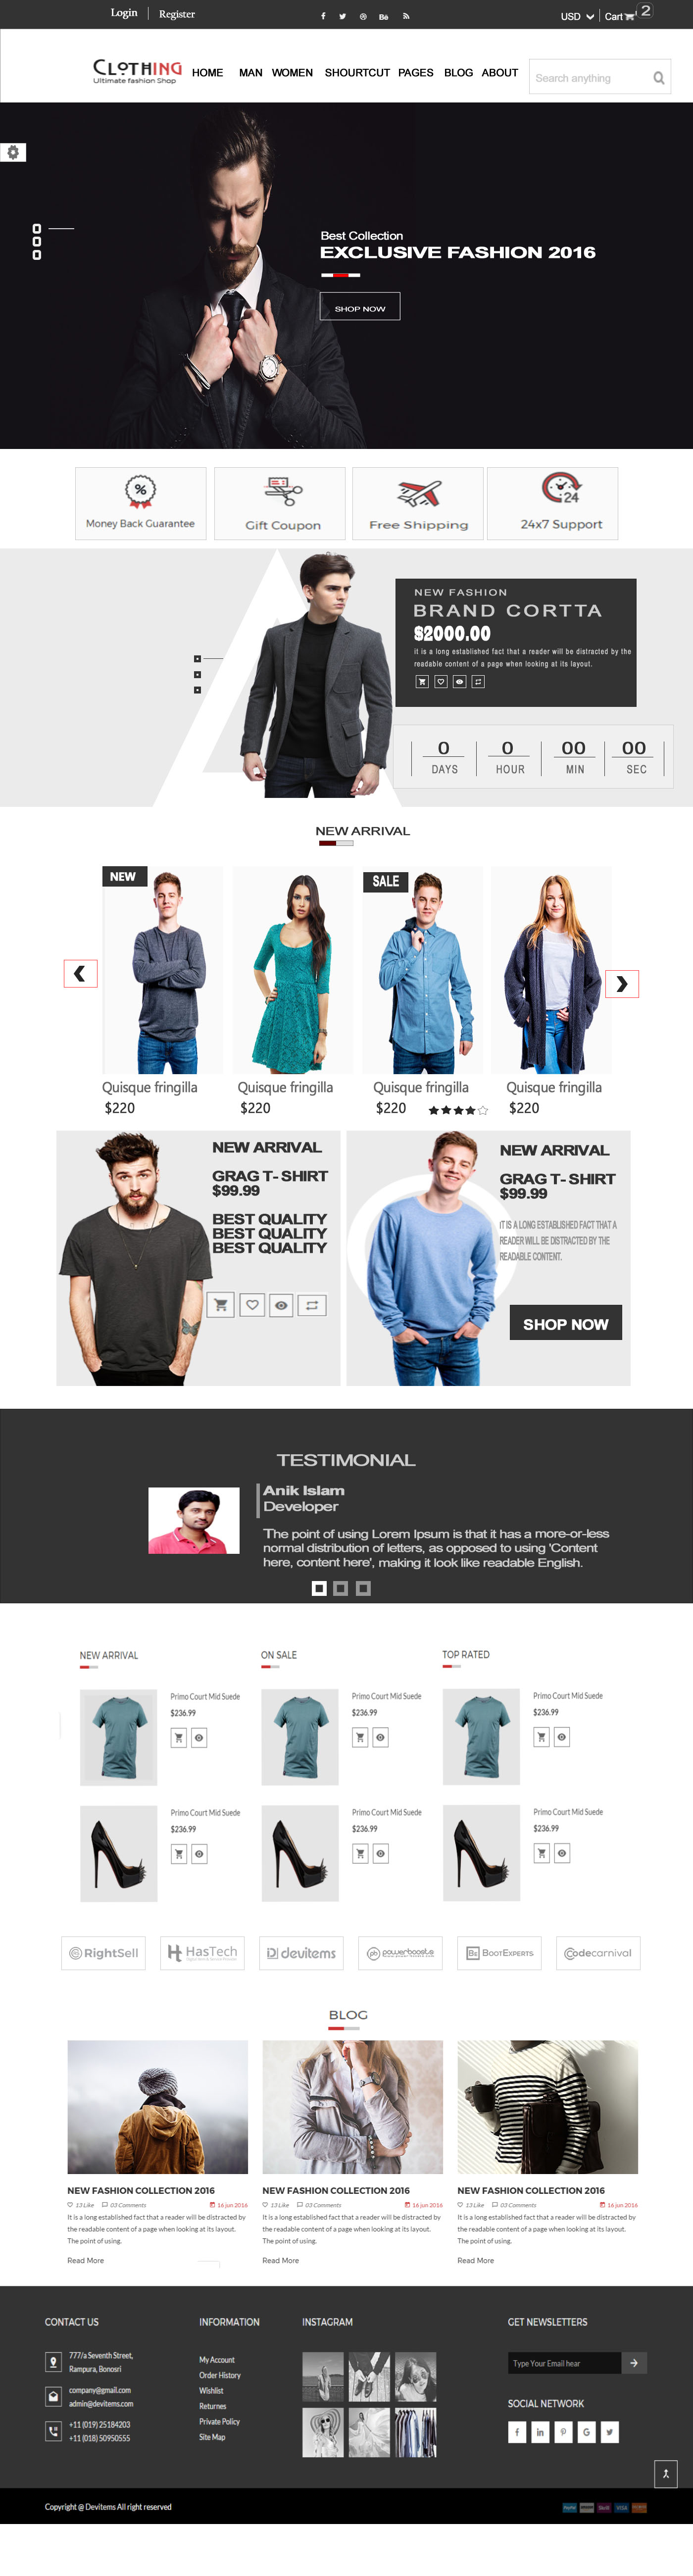 Login Register USD Cart 2
CLOTHING
Ultimate fashion Shop
HOME MAN WOMEN SHOURTCUT PAGES BLOG ABOUT
Search anything
Best Collection
EXCLUSIVE FASHION 2016
SHOP NOW
Money Back Guarantee
Gift Coupon
Free Shipping
24
24x7 Support
NEW FASHION
BRAND CORTTA
$2000.00
it is a long established fact that a reader will be distracted by the
readable content of a page when looking at its layout.
0 0 00 00
DAYS HOUR MIN SEC
NEW ARRIVAL
NEW SALE
Quisque fringilla Quisque fringilla Quisque fringilla Quisque fringilla
$220 $220 $220 $220
NEW ARRIVAL
GRAG T- SHIRT
$99.99
BEST QUALITY
BEST QUALITY
BEST QUALITY
NEW ARRIVAL
GRAG T- SHIRT
$99.99
IT IS A LONG ESTABLISHED FACT THAT A
READER WILL BE DISTRACTED BY THE
READABLE CONTENT.
SHOP NOW
TESTIMONIAL
Anik Islam
Developer
The point of using Lorem Ipsum is that it has a more-or-less
normal distribution of letters, as opposed to using 'Content
here, content here', making it look like readable English.
NEW ARRIVAL ON SALE TOP RATED
Primo Court Mid Suede Primo Court Mid Suede Primo Court Mid Suede
$236.99 $236.99 $236.99
Primo Court Mid Suede Primo Court Mid Suede Primo Court Mid Suede
$236.99 $236.99 $236.99
RightSell HasTech devitems powerboosts BootExperts Codecarnival
BLOG
NEW FASHION COLLECTION 2016
13 Like 03 Comments 16 jun 2016
It is a long established fact that a reader will be distracted by
the readable content of a page when looking at its layout.
The point of using.
Read More
NEW FASHION COLLECTION 2016
13 Like 03 Comments 16 jun 2016
It is a long established fact that a reader will be distracted by
the readable content of a page when looking at its layout.
The point of using.
Read More
NEW FASHION COLLECTION 2016
13 Like 03 Comments 16 jun 2016
It is a long established fact that a reader will be distracted by
the readable content of a page when looking at its layout.
The point of using.
Read More
CONTACT US
777/a Seventh Street,
Rampura, Bonosri
company@gmail.com
admin@devitems.com
+11 (019) 25184203
+11 (018) 50950555
INFORMATION
My Account
Order History
Wishlist
Returnes
Private Policy
Site Map
INSTAGRAM
GET NEWSLETTERS
Type Your Email hear
SOCIAL NETWORK
Copyright @ Devitems All right reserved